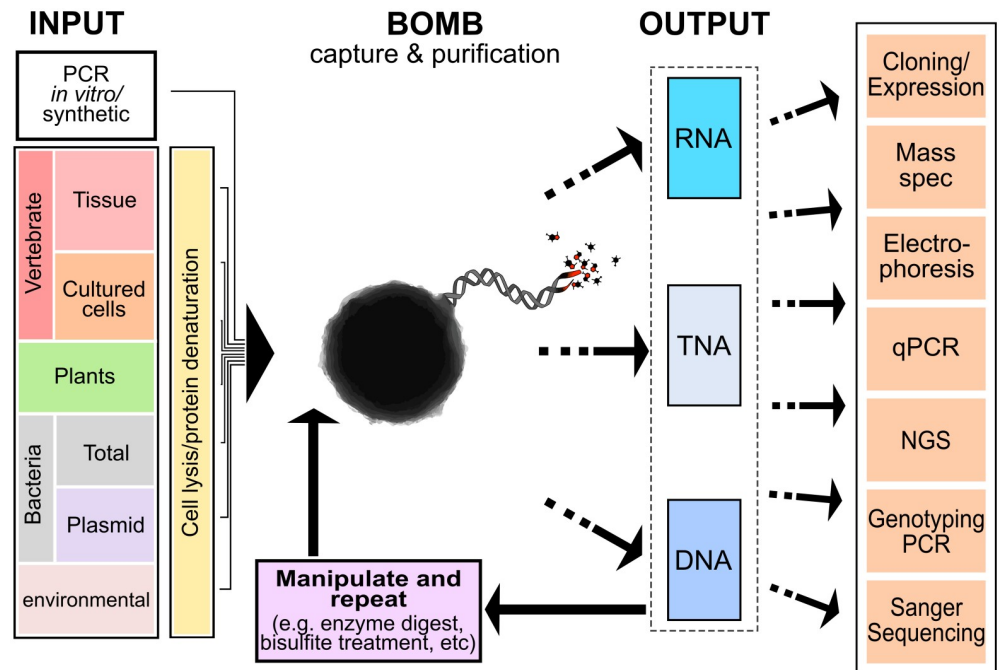 INPUT
PCR
in vitro/
synthetic
Vertebrate
Tissue
Cultured
cells
Plants
Bacteria
Total
Plasmid
environmental
Cell lysis/protein denaturation
BOMB
capture & purification
Manipulate and
repeat
(e.g. enzyme digest,
bisulfite treatment, etc)
OUTPUT
RNA
TNA
DNA
Cloning/
Expression
Mass
spec
Electro-
phoresis
qPCR
NGS
Genotyping
PCR
Sanger
Sequencing